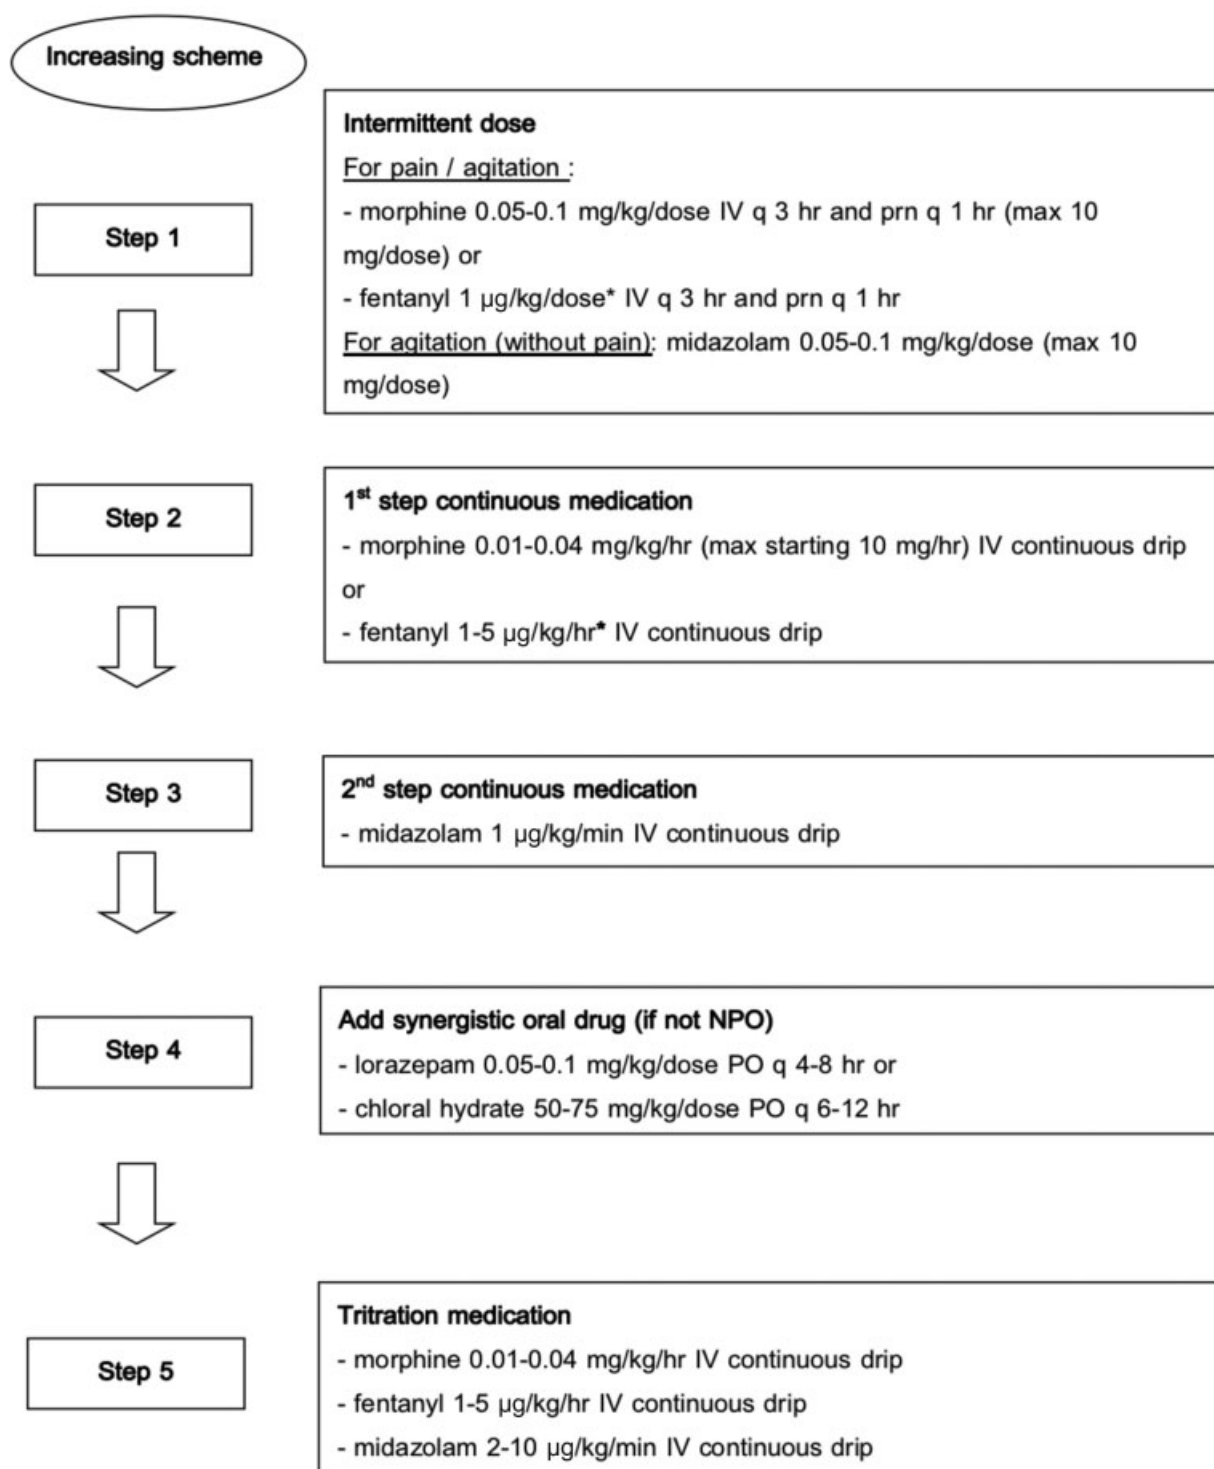 Increasing scheme
Step 1
Intermittent dose
For pain / agitation :
- morphine 0.05-0.1 mg/kg/dose IV q 3 hr and prn q 1 hr (max 10
mg/dose) or
- fentanyl 1 µg/kg/dose* IV q 3 hr and prn q 1 hr
For agitation (without pain): midazolam 0.05-0.1 mg/kg/dose (max 10
mg/dose)
Step 2
1st step continuous medication
- morphine 0.01-0.04 mg/kg/hr (max starting 10 mg/hr) IV continuous drip
or
- fentanyl 1-5 µg/kg/hr* IV continuous drip
Step 3
2nd step continuous medication
- midazolam 1 µg/kg/min IV continuous drip
Step 4
Add synergistic oral drug (if not NPO)
- lorazepam 0.05-0.1 mg/kg/dose PO q 4-8 hr or
- chloral hydrate 50-75 mg/kg/dose PO q 6-12 hr
Step 5
Tritration medication
- morphine 0.01-0.04 mg/kg/hr IV continuous drip
- fentanyl 1-5 µg/kg/hr IV continuous drip
- midazolam 2-10 µg/kg/min IV continuous drip